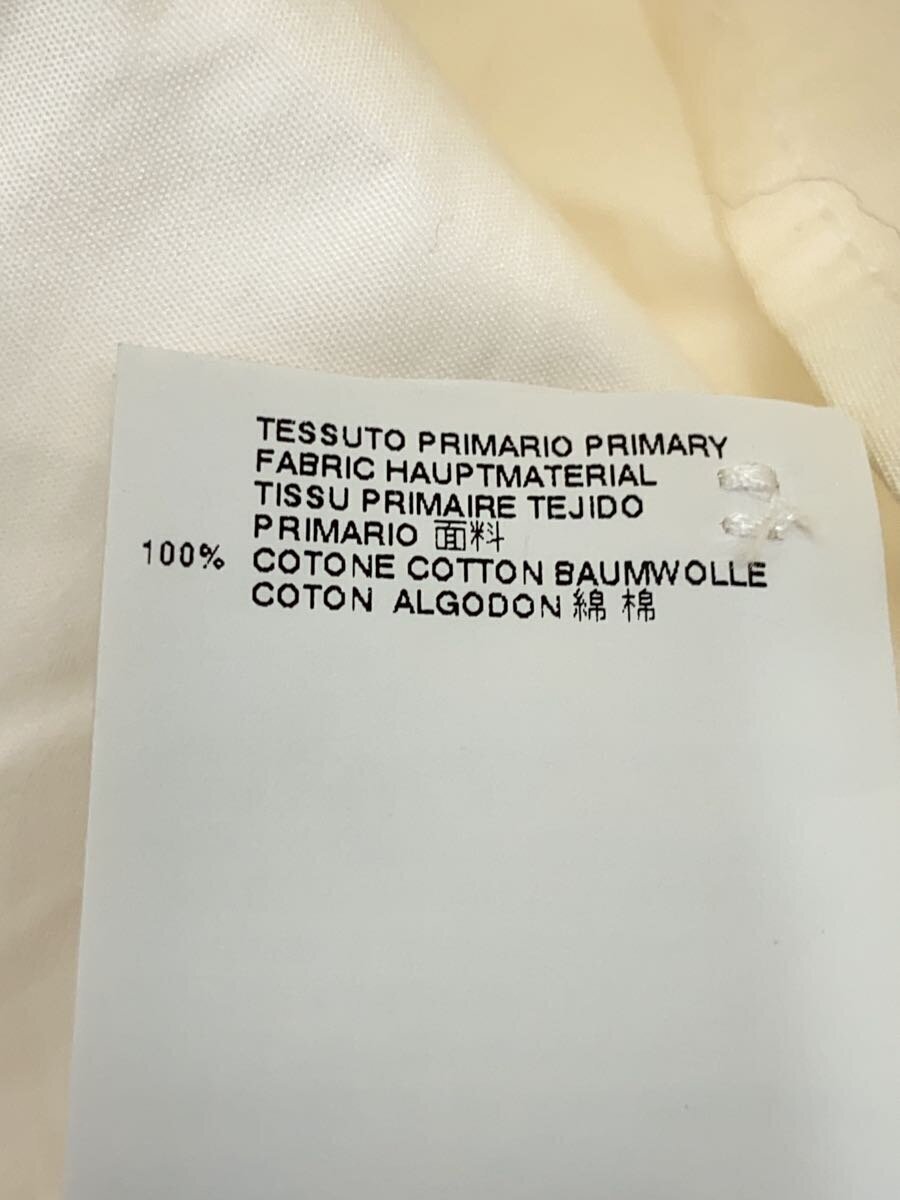 TESSUTO PRIMARIO PRIMARY
FABRIC HAUPTMATERIAL
TISSU PRIMAIRE TEJIDO
PRIMARIO 面料
100% COTONE COTTON BAUMWOLLE
COTON ALGODON 綿 棉